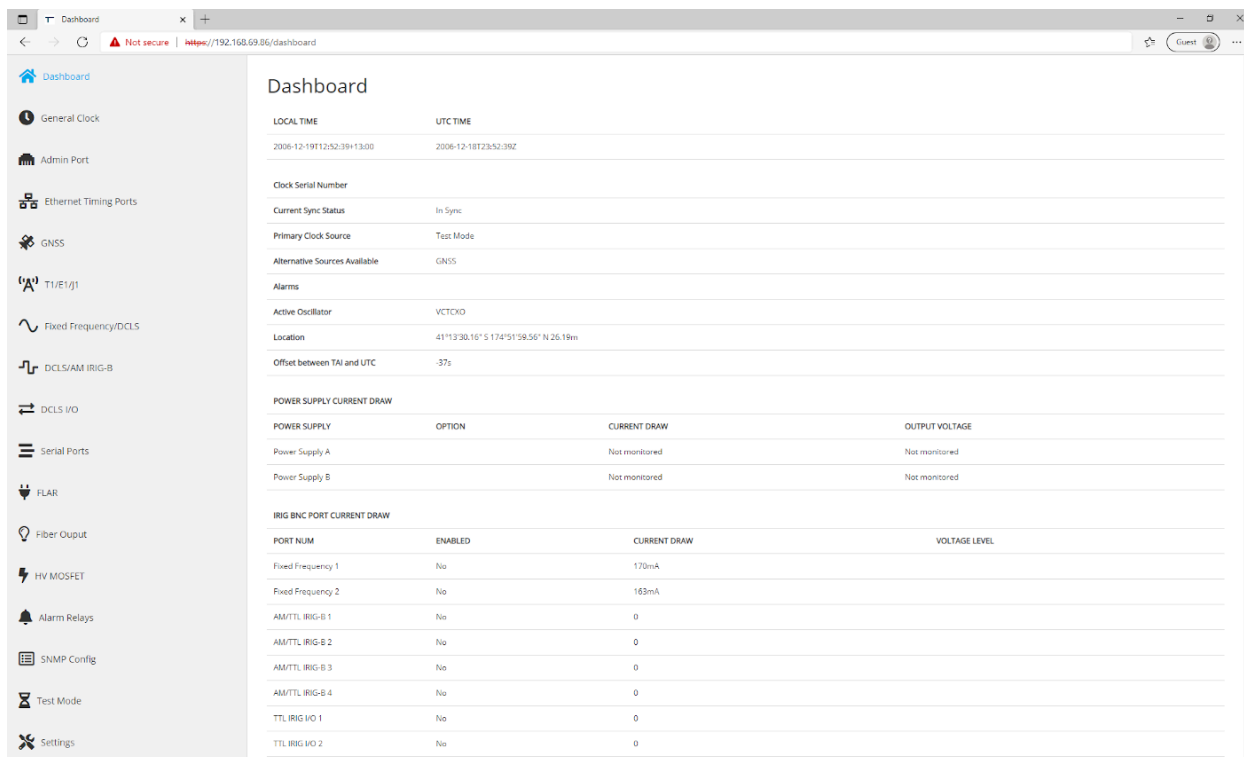 Dashboard
Not secure | https://192.168.69.86/dashboard
Guest
Dashboard
General Clock
Admin Port
Ethernet Timing Ports
GNSS
T1/E1/J1
Fixed Frequency/DCLS
DCLS/AM IRIG-B
DCLS I/O
Serial Ports
FLAR
Fiber Ouput
HV MOSFET
Alarm Relays
SNMP Config
Test Mode
Settings
Dashboard
LOCAL TIME UTC TIME
2006-12-19T12:52:39+13:00 2006-12-18T23:52:39Z
Clock Serial Number
Current Sync Status In Sync
Primary Clock Source Test Mode
Alternative Sources Available GNSS
Alarms
Active Oscillator VCTCXO
Location 41°13'30.16" S 174°51'59.56" N 26.19m
Offset between TAI and UTC -37s
POWER SUPPLY CURRENT DRAW
POWER SUPPLY OPTION CURRENT DRAW OUTPUT VOLTAGE
Power Supply A Not monitored Not monitored
Power Supply B Not monitored Not monitored
IRIG BNC PORT CURRENT DRAW
PORT NUM ENABLED CURRENT DRAW VOLTAGE LEVEL
Fixed Frequency 1 No 170mA
Fixed Frequency 2 No 163mA
AM/TTL IRIG-B 1 No 0
AM/TTL IRIG-B 2 No 0
AM/TTL IRIG-B 3 No 0
AM/TTL IRIG-B 4 No 0
TTL IRIG I/O 1 No 0
TTL IRIG I/O 2 No 0